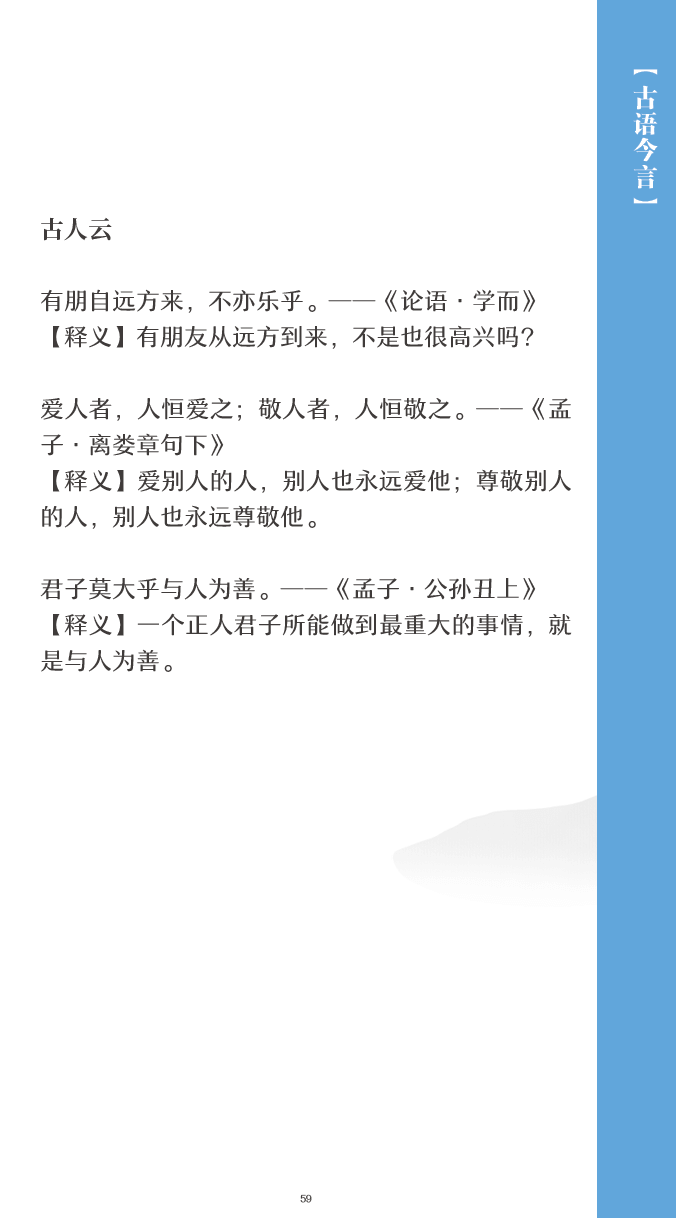 【古语今言】
古人云
有朋自远方来，不亦乐乎。——《论语·学而》
【释义】有朋友从远方到来，不是也很高兴吗？
爱人者，人恒爱之；敬人者，人恒敬之。——《孟
子·离娄章句下》
【释义】爱别人的人，别人也永远爱他；尊敬别人
的人，别人也永远尊敬他。
君子莫大乎与人为善。——《孟子·公孙丑上》
【释义】一个正人君子所能做到最重大的事情，就
是与人为善。
59